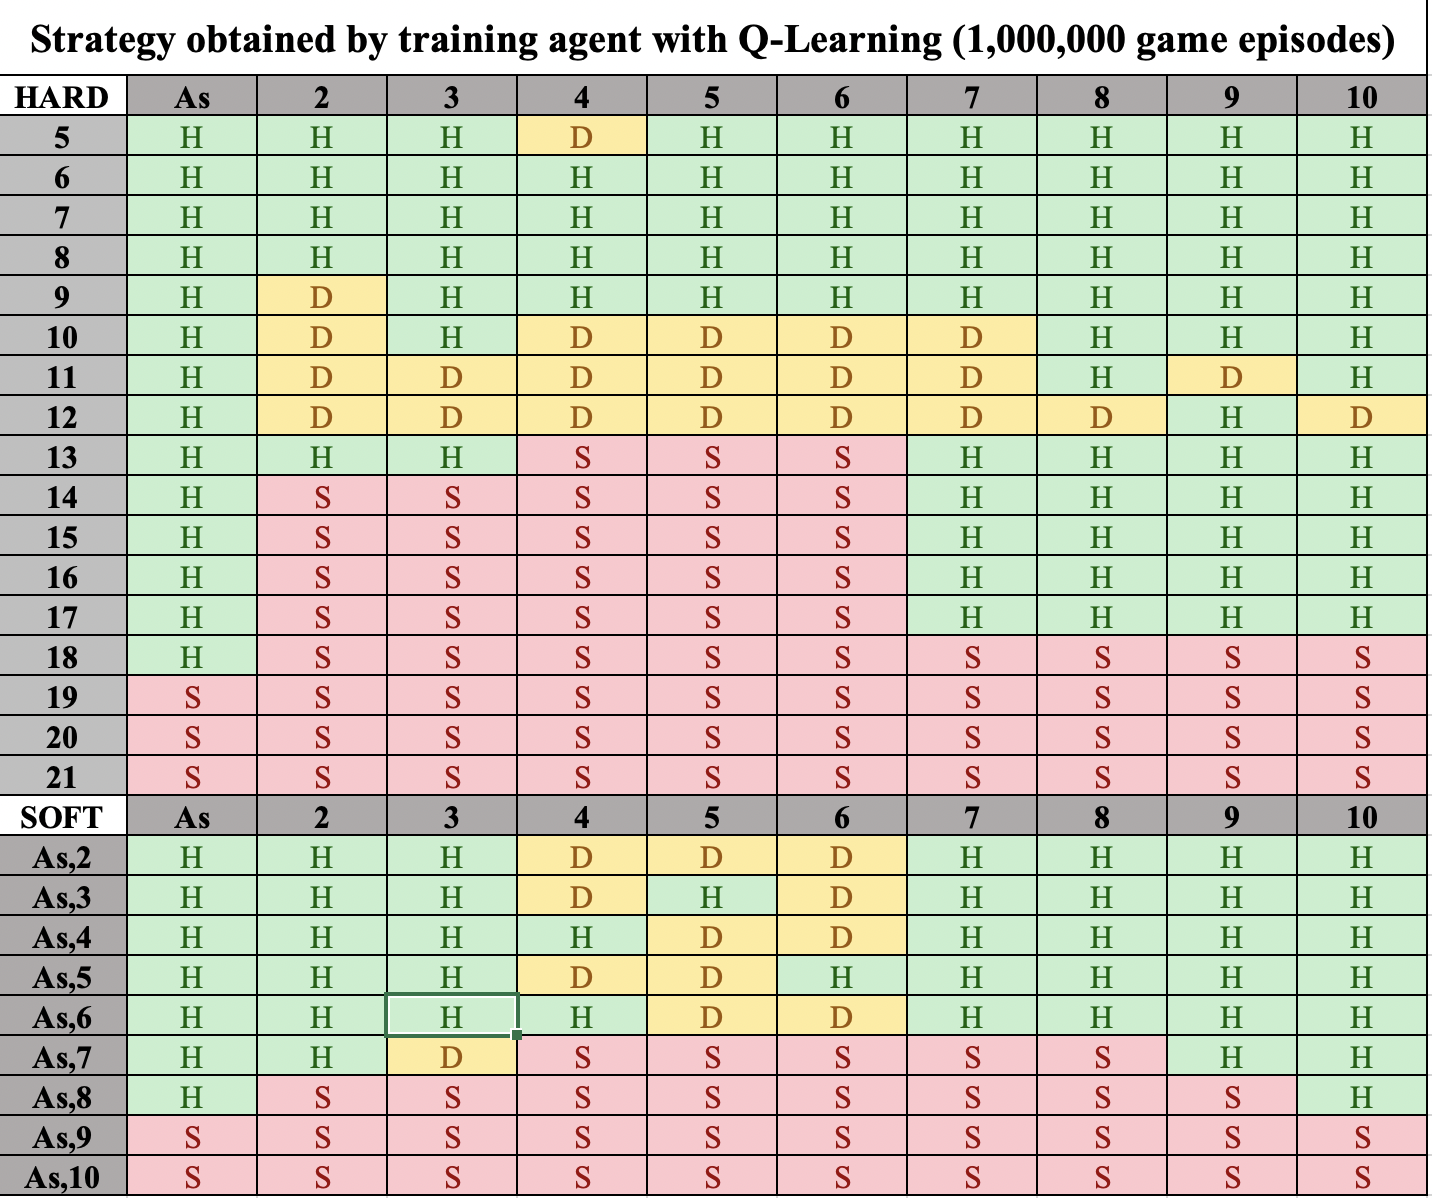 Strategy obtained by training agent with Q-Learning (1,000,000 game episodes)
HARD As 2 3 4 5 6 7 8 9 10
5 H H H D H H H H H H
6 H H H H H H H H H H
7 H H H H H H H H H H
8 H H H H H H H H H H
9 H D H H H H H H H H
10 H D H D D D D H H H
11 H D D D D D D H D H
12 H D D D D D D D H D
13 H H H S S S H H H H
14 H S S S S S H H H H
15 H S S S S S H H H H
16 H S S S S S H H H H
17 H S S S S S H H H H
18 H S S S S S S S S S
19 S S S S S S S S S S
20 S S S S S S S S S S
21 S S S S S S S S S S
SOFT As 2 3 4 5 6 7 8 9 10
As,2 H H H D D D H H H H
As,3 H H H D H D H H H H
As,4 H H H H D D H H H H
As,5 H H H D D H H H H H
As,6 H H H H D D H H H H
As,7 H H D S S S S S H H
As,8 H S S S S S S S S H
As,9 S S S S S S S S S S
As,10 S S S S S S S S S S